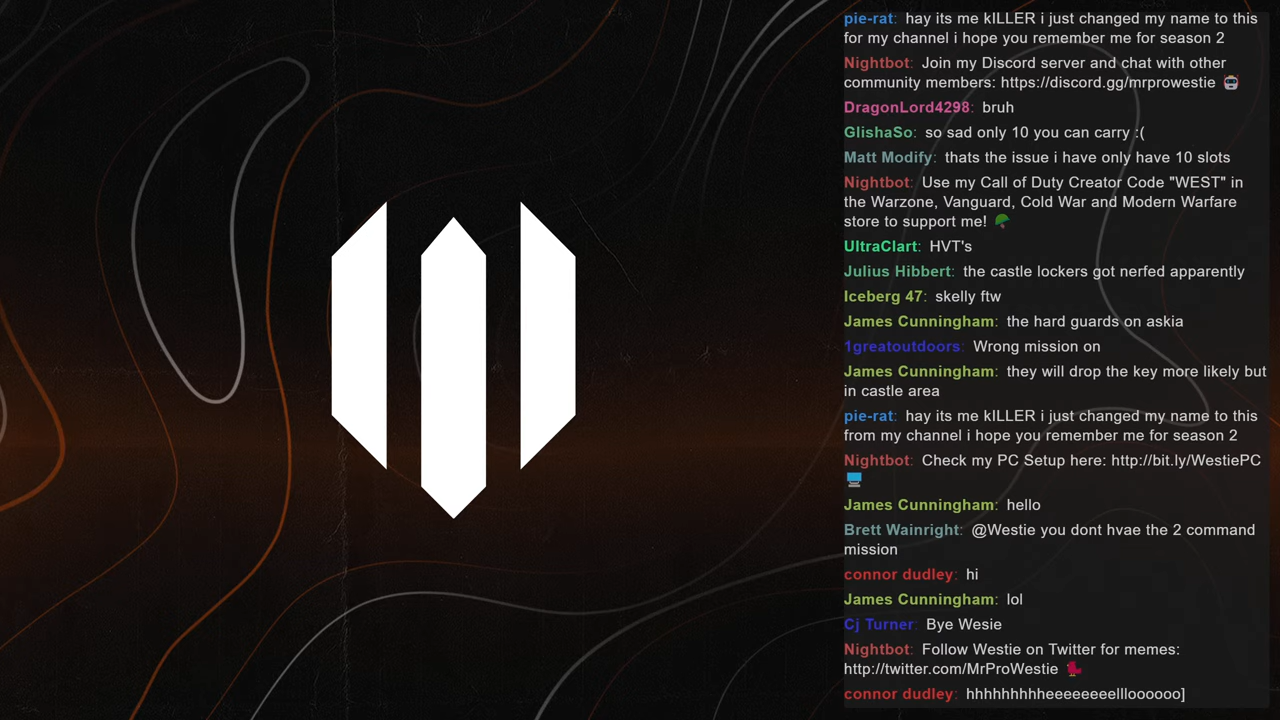 pie-rat: hay its me kILLER i just changed my name to this
for my channel i hope you remember me for season 2
Nightbot: Join my Discord server and chat with other
community members: https://discord.gg/mrprowestie 🤖
DragonLord4298: bruh
GlishaSo: so sad only 10 you can carry :(
Matt Modify: thats the issue i have only have 10 slots
Nightbot: Use my Call of Duty Creator Code "WEST" in
the Warzone, Vanguard, Cold War and Modern Warfare
store to support me! 🪂
UltraClart: HVT's
Julius Hibbert: the castle lockers got nerfed apparently
Iceberg 47: skelly ftw
James Cunningham: the hard guards on askia
1greatoutdoors: Wrong mission on
James Cunningham: they will drop the key more likely but
in castle area
pie-rat: hay its me kILLER i just changed my name to this
from my channel i hope you remember me for season 2
Nightbot: Check my PC Setup here: http://bit.ly/WestiePC
🖥️
James Cunningham: hello
Brett Wainright: @Westie you dont hvae the 2 command
mission
connor dudley: hi
James Cunningham: lol
Cj Turner: Bye Wesie
Nightbot: Follow Westie on Twitter for memes:
http://twitter.com/MrProWestie 🐦
connor dudley: hhhhhhhhheeeeeeeellloooooo]